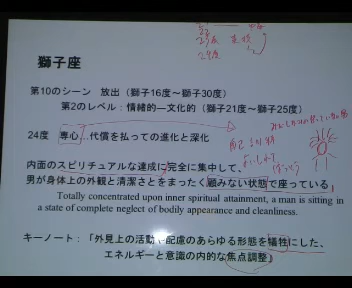 獅子座
第10のシーン 放出（獅子16度～獅子30度）
第2のレベル：情緒的―文化的（獅子21度～獅子25度）
24度 専心…代償を払っての進化と深化
内面のスピリチュアルな達成に完全に集中して、
男が身体上の外観と清潔さとをまったく顧みない状態で座っている。
Totally concentrated upon inner spiritual attainment, a man is sitting in
a state of complete neglect of bodily appearance and cleanliness.
キーノート：「外見上の活動や配慮のあらゆる形態を犠牲にした、
エネルギーと意識の内的な焦点調整」